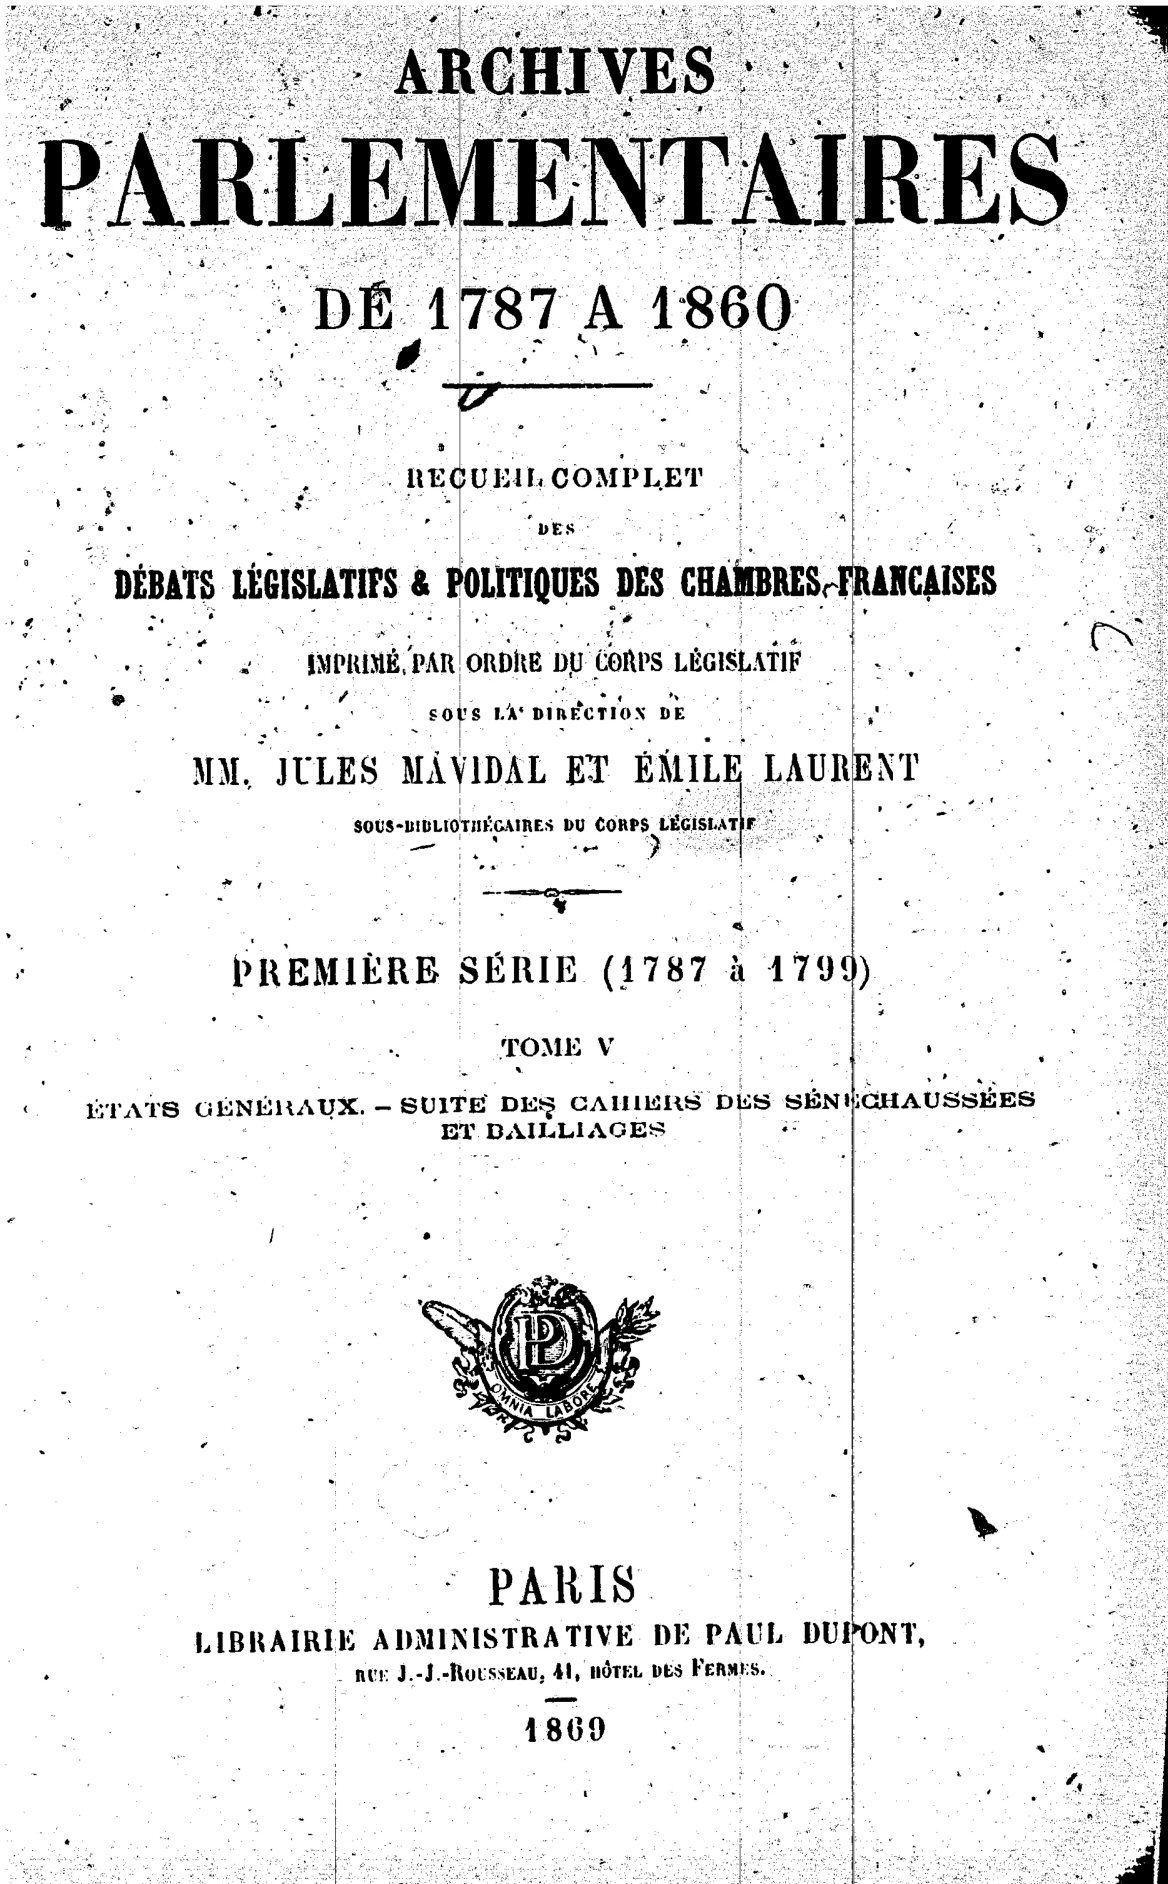 ARCHIVES
PARLEMENTAIRES
DE 1787 A 1860
RECUEIL COMPLET
DES
DÉBATS LÉGISLATIFS & POLITIQUES DES CHAMBRES FRANÇAISES
IMPRIMÉ PAR ORDRE DU CORPS LÉGISLATIF
SOUS LA DIRECTION DE
MM. JULES MAVIDAL ET ÉMILE LAURENT
SOUS-BIBLIOTHÉCAIRES DU CORPS LÉGISLATIF
PREMIÈRE SÉRIE (1787 à 1799)
TOME V
ÉTATS GÉNÉRAUX. — SUITE DES CAHIERS DES SÉNÉCHAUSSÉES
ET BAILLIAGES
PD
OMNIA LABORE
PARIS
LIBRAIRIE ADMINISTRATIVE DE PAUL DUPONT,
RUE J.-J.-ROUSSEAU, 41, HÔTEL DES FERMES.
1869